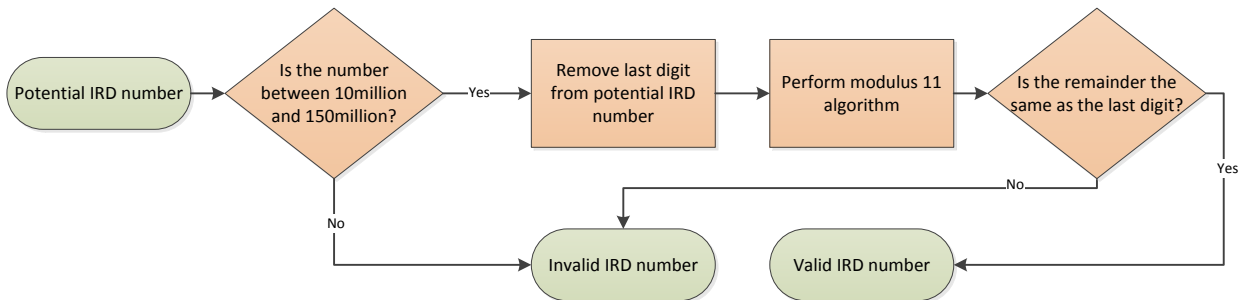 Potential IRD number
Is the number
between 10million
and 150million?
Yes
Remove last digit
from potential IRD
number
Perform modulus 11
algorithm
Is the remainder the
same as the last digit?
Yes
No
No
Invalid IRD number
Valid IRD number